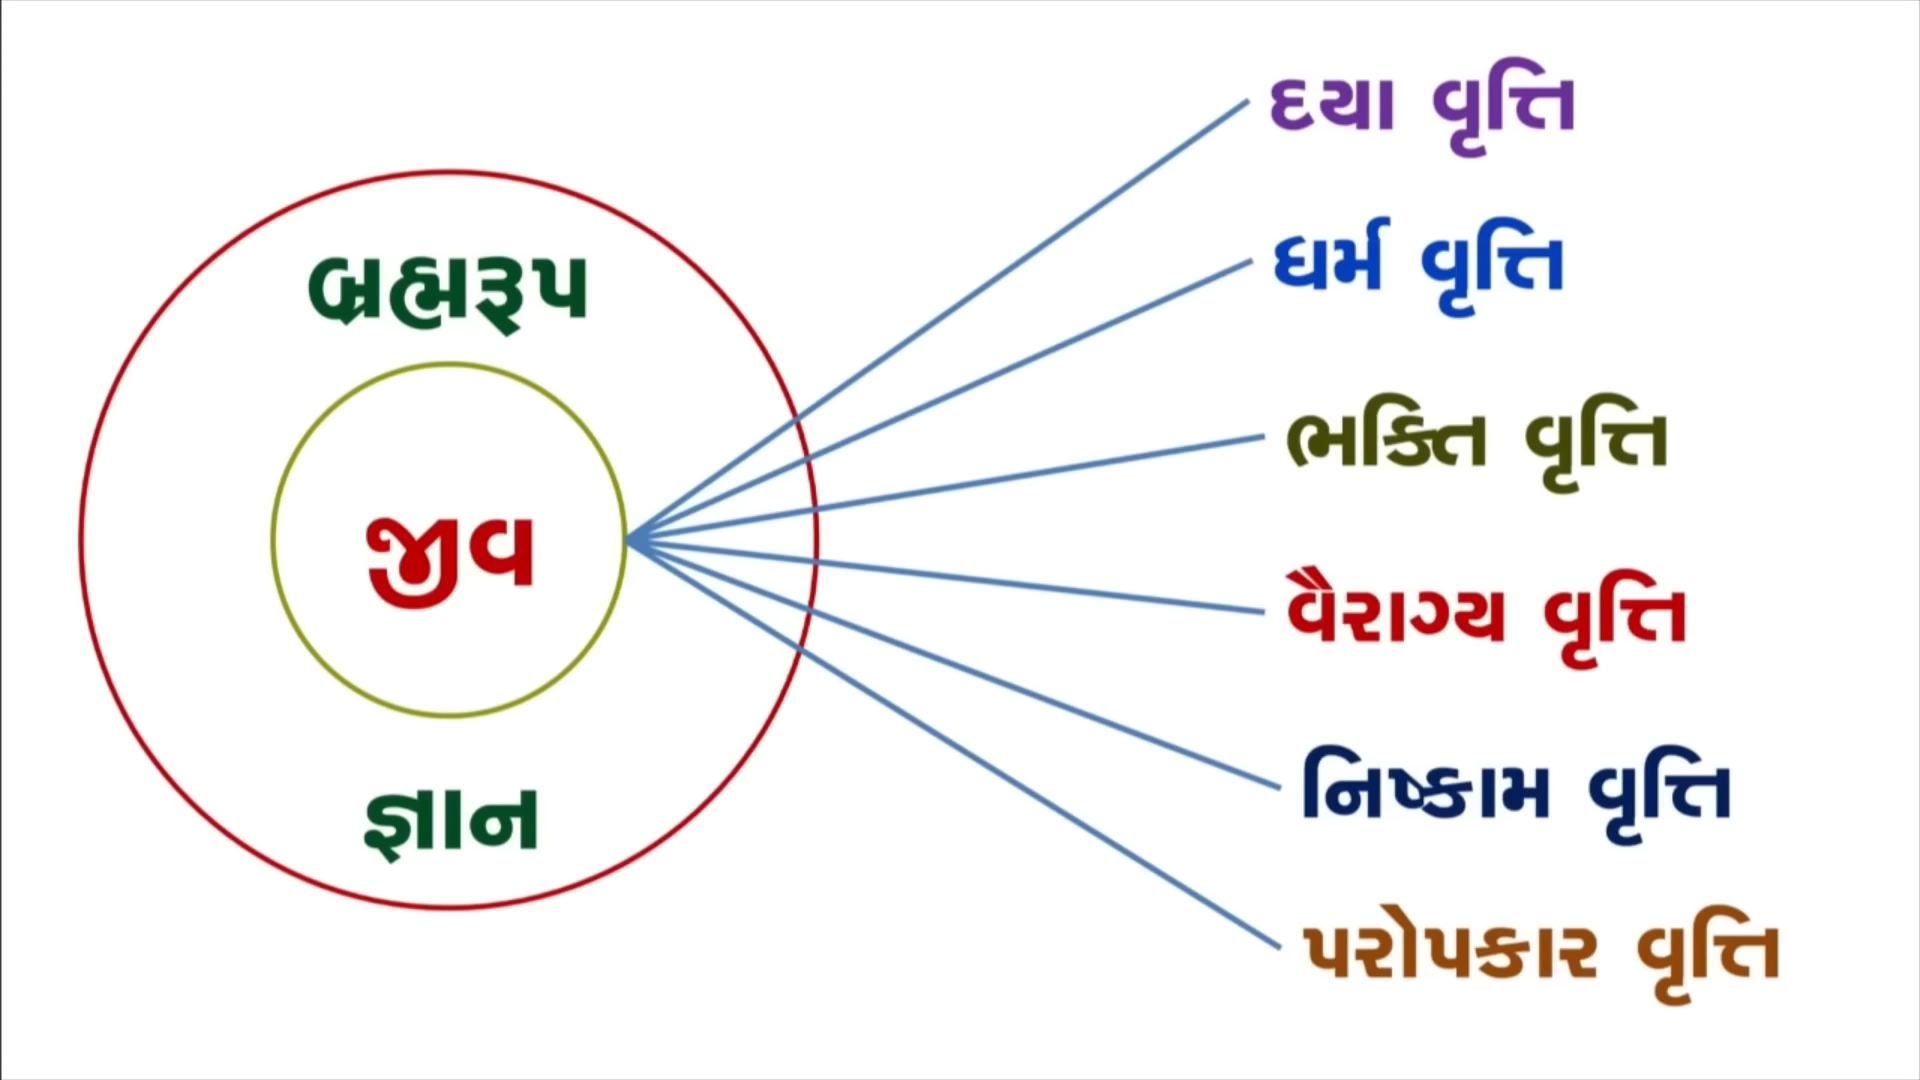 બ્રહ્મરૂપ
જીવ
જ્ઞાન
દયા વૃત્તિ
ધર્મ વૃત્તિ
ભક્તિ વૃત્તિ
વૈરાગ્ય વૃત્તિ
નિષ્કામ વૃત્તિ
પરોપકાર વૃત્તિ